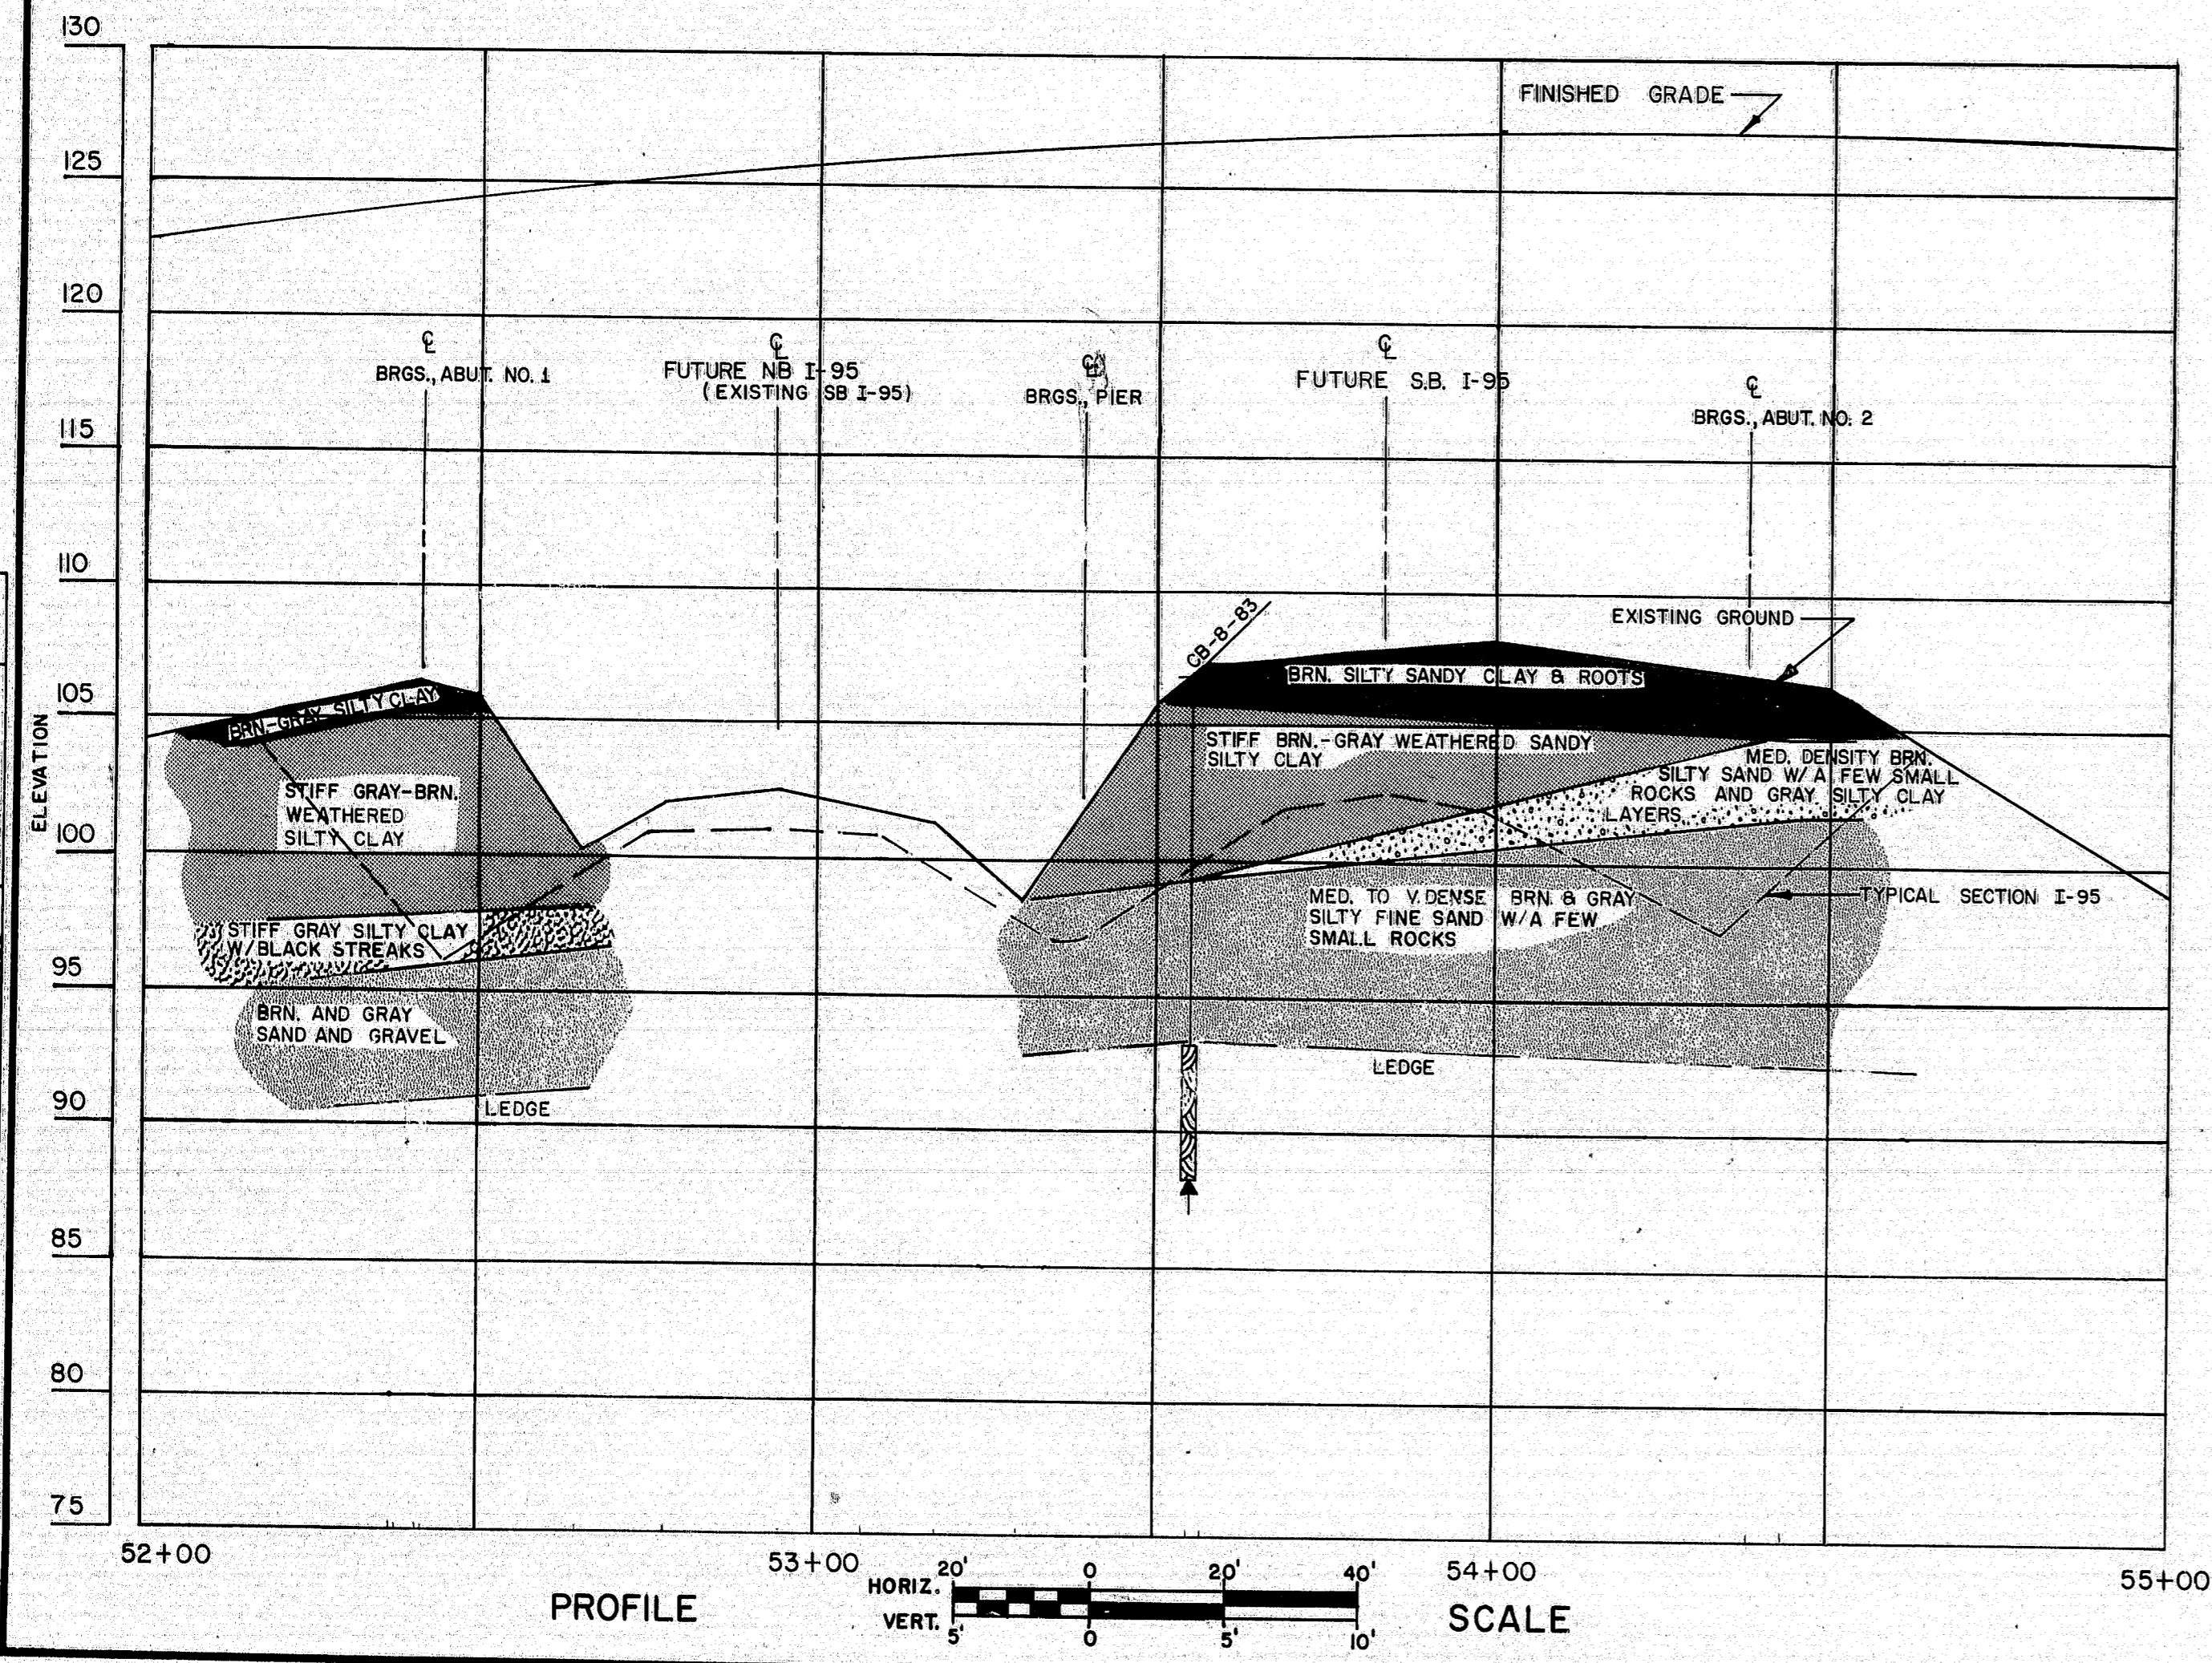 130
FINISHED GRADE
125
120
℄
BRGS., ABUT. NO. 1
℄
FUTURE NB I-95
(EXISTING SB I-95)
℄
BRGS., PIER
℄
FUTURE S.B. I-95
℄
BRGS., ABUT. NO. 2
115
110
EXISTING GROUND
CB-8-83
BRN. SILTY SANDY CLAY & ROOTS
105
BRN.-GRAY SILTY CLAY
ELEVATION
STIFF BRN.-GRAY WEATHERED SANDY
SILTY CLAY
MED. DENSITY BRN.
SILTY SAND W/ A FEW SMALL
ROCKS AND GRAY SILTY CLAY
LAYERS
STIFF GRAY-BRN.
WEATHERED
SILTY CLAY
100
MED. TO V. DENSE BRN. & GRAY
SILTY FINE SAND W/A FEW
SMALL ROCKS
TYPICAL SECTION I-95
STIFF GRAY SILTY CLAY
W/BLACK STREAKS
95
BRN. AND GRAY
SAND AND GRAVEL
LEDGE
90
LEDGE
85
80
75
52+00
53+00
54+00
55+00
PROFILE
HORIZ.
20' 0 20' 40'
VERT.
5' 0 5' 10'
SCALE